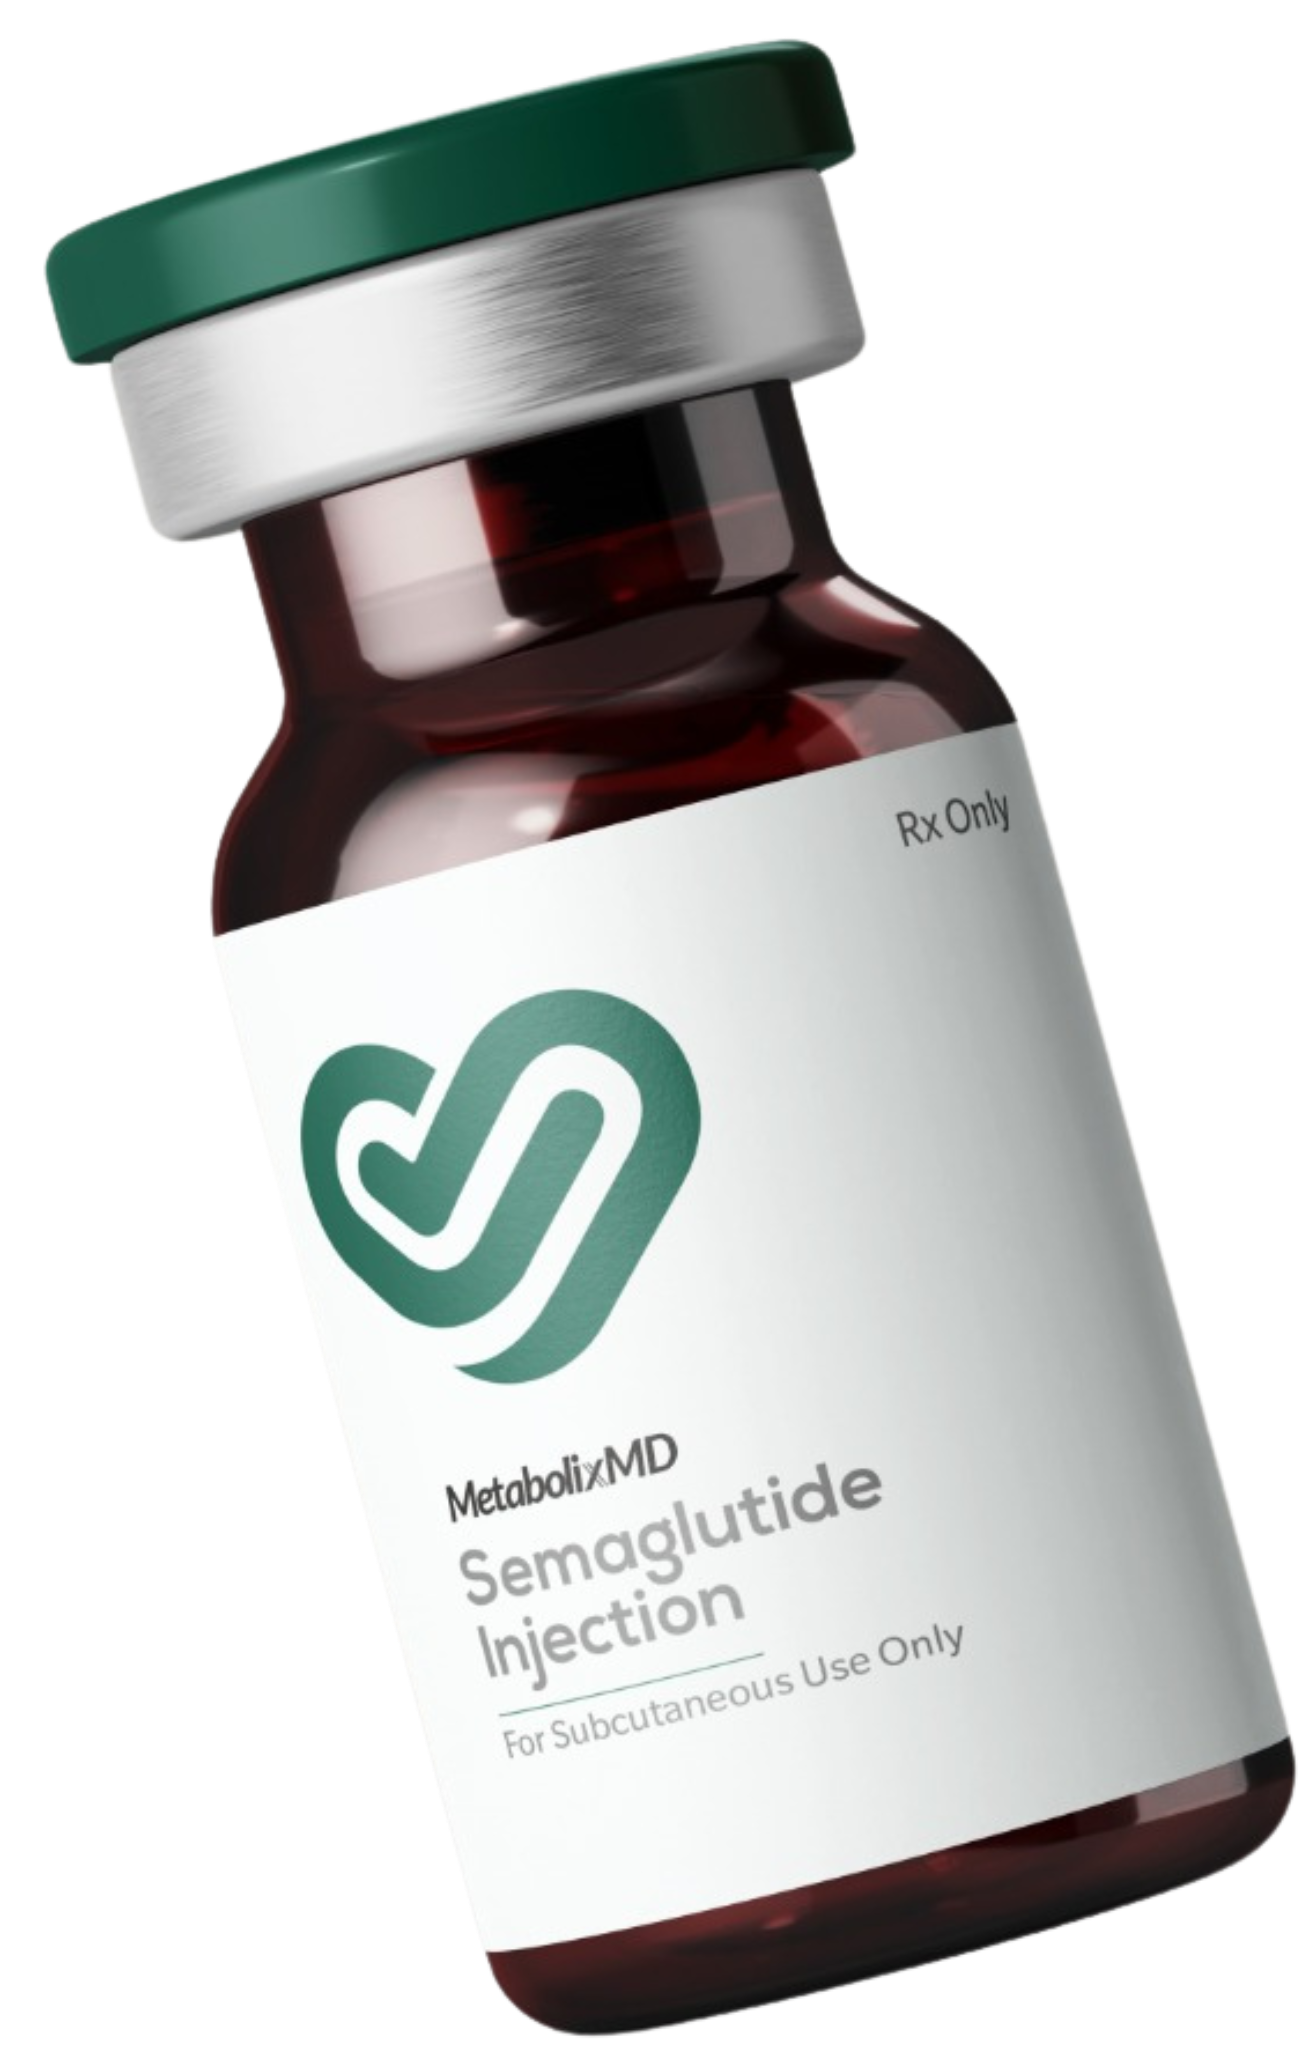 Rx Only
MetabolixMD
Semaglutide
Injection
For Subcutaneous Use Only